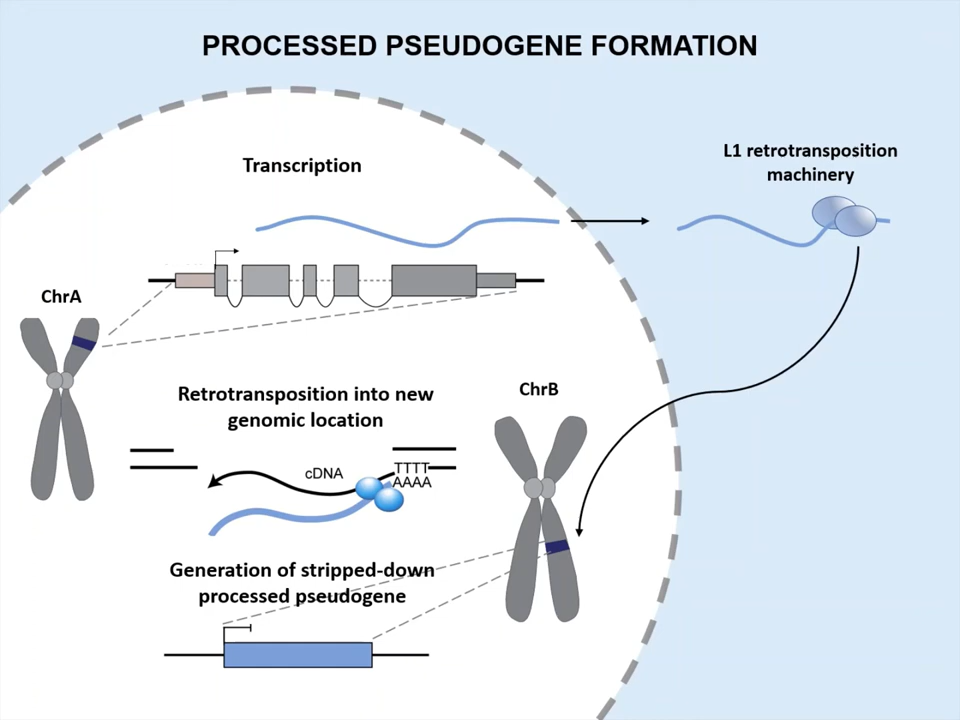 PROCESSED PSEUDOGENE FORMATION
Transcription
L1 retrotransposition
machinery
ChrA
Retrotransposition into new
genomic location
ChrB
cDNA
TTTT
AAAA
Generation of stripped-down
processed pseudogene